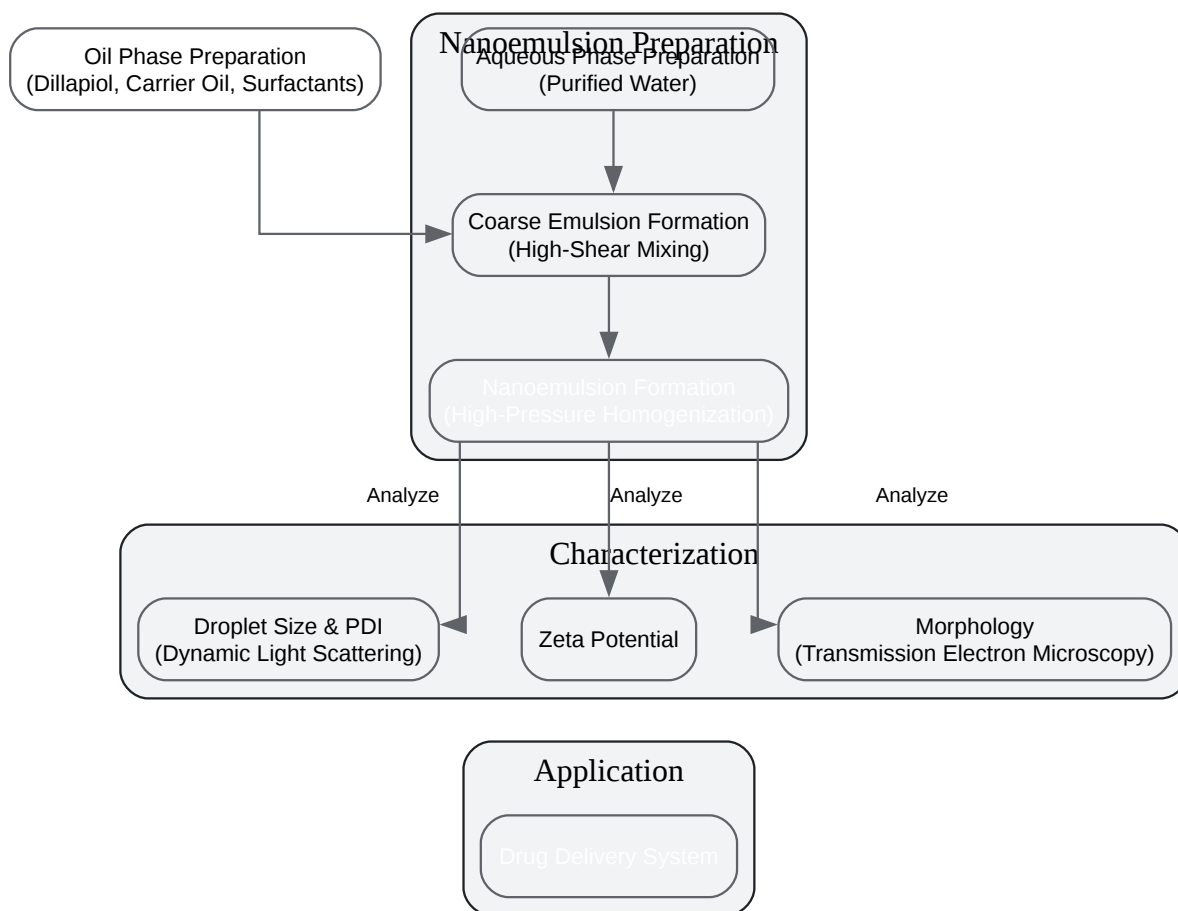 Nanoemulsion Preparation
Oil Phase Preparation
(Dillapiol, Carrier Oil, Surfactants)
Aqueous Phase Preparation
(Purified Water)
Coarse Emulsion Formation
(High-Shear Mixing)
Nanoemulsion Formation
(High-Pressure Homogenization)
Analyze
Analyze
Analyze
Characterization
Droplet Size & PDI
(Dynamic Light Scattering)
Zeta Potential
Morphology
(Transmission Electron Microscopy)
Application
Drug Delivery System